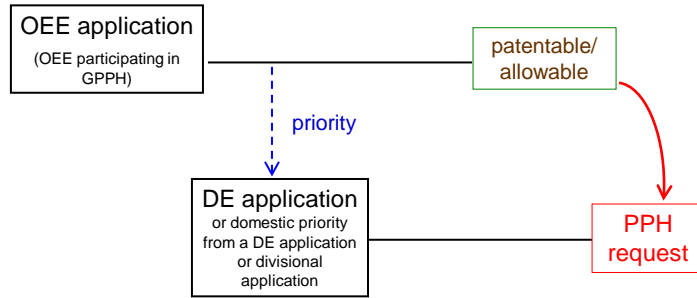 OEE application
(OEE participating in
GPPH)
patentable/
allowable
priority
DE application
or domestic priority
from a DE application
or divisional
application
PPH
request